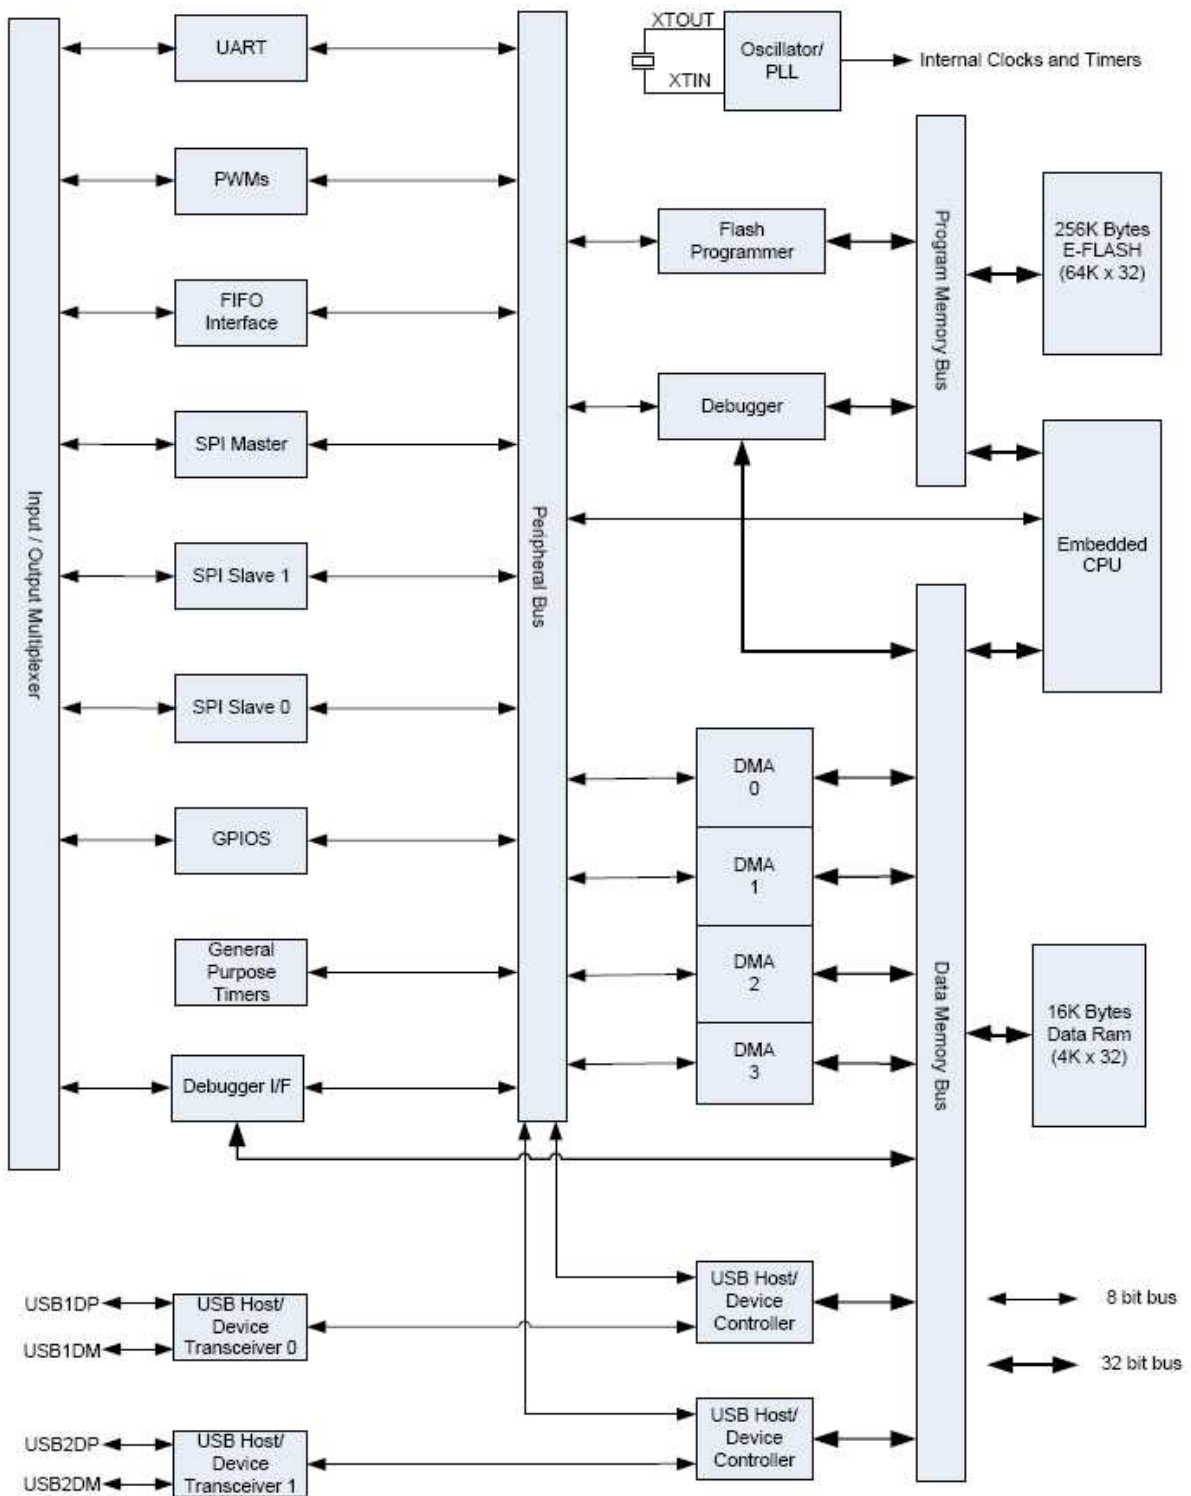 UART
PWMs
FIFO
Interface
SPI Master
SPI Slave 1
SPI Slave 0
GPIOS
General
Purpose
Timers
Debugger I/F
Input / Output Multiplexer
Peripheral Bus
XTOUT
XTIN
Oscillator/
PLL
Internal Clocks and Timers
Flash
Programmer
Debugger
Program Memory Bus
256K Bytes
E-FLASH
(64K x 32)
Embedded
CPU
DMA
0
DMA
1
DMA
2
DMA
3
Data Memory Bus
16K Bytes
Data Ram
(4K x 32)
USB1DP
USB1DM
USB Host/
Device
Transceiver 0
USB Host/
Device
Controller
8 bit bus
32 bit bus
USB2DP
USB2DM
USB Host/
Device
Transceiver 1
USB Host/
Device
Controller